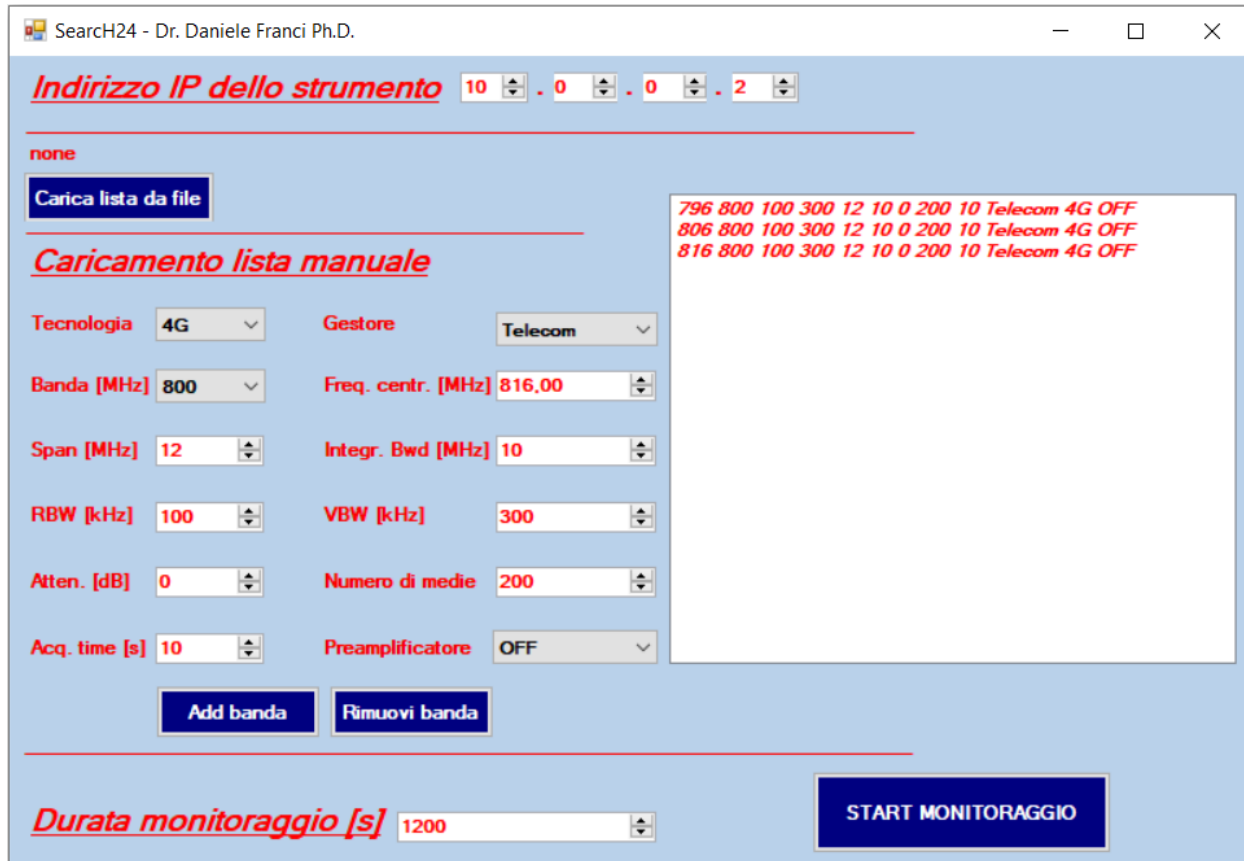 SearcH24 - Dr. Daniele Franci Ph.D.
Indirizzo IP dello strumento 10 . 0 . 0 . 2
none
Carica lista da file
796 800 100 300 12 10 0 200 10 Telecom 4G OFF
806 800 100 300 12 10 0 200 10 Telecom 4G OFF
816 800 100 300 12 10 0 200 10 Telecom 4G OFF
Caricamento lista manuale
Tecnologia 4G Gestore Telecom
Banda [MHz] 800 Freq. centr. [MHz] 816,00
Span [MHz] 12 Integr. Bwd [MHz] 10
RBW [kHz] 100 VBW [kHz] 300
Atten. [dB] 0 Numero di medie 200
Acq. time [s] 10 Preamplificatore OFF
Add banda Rimuovi banda
Durata monitoraggio [s] 1200 START MONITORAGGIO